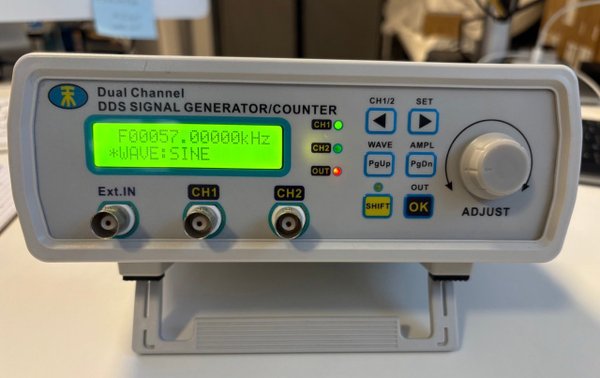 Dual Channel
DDS SIGNAL GENERATOR/COUNTER
F00057.00000kHz
*WAVE:SINE
CH1
CH2
OUT
Ext.IN
CH1
CH2
CH1/2
SET
WAVE
AMPL
PgUp
PgDn
OUT
SHIFT
OK
ADJUST